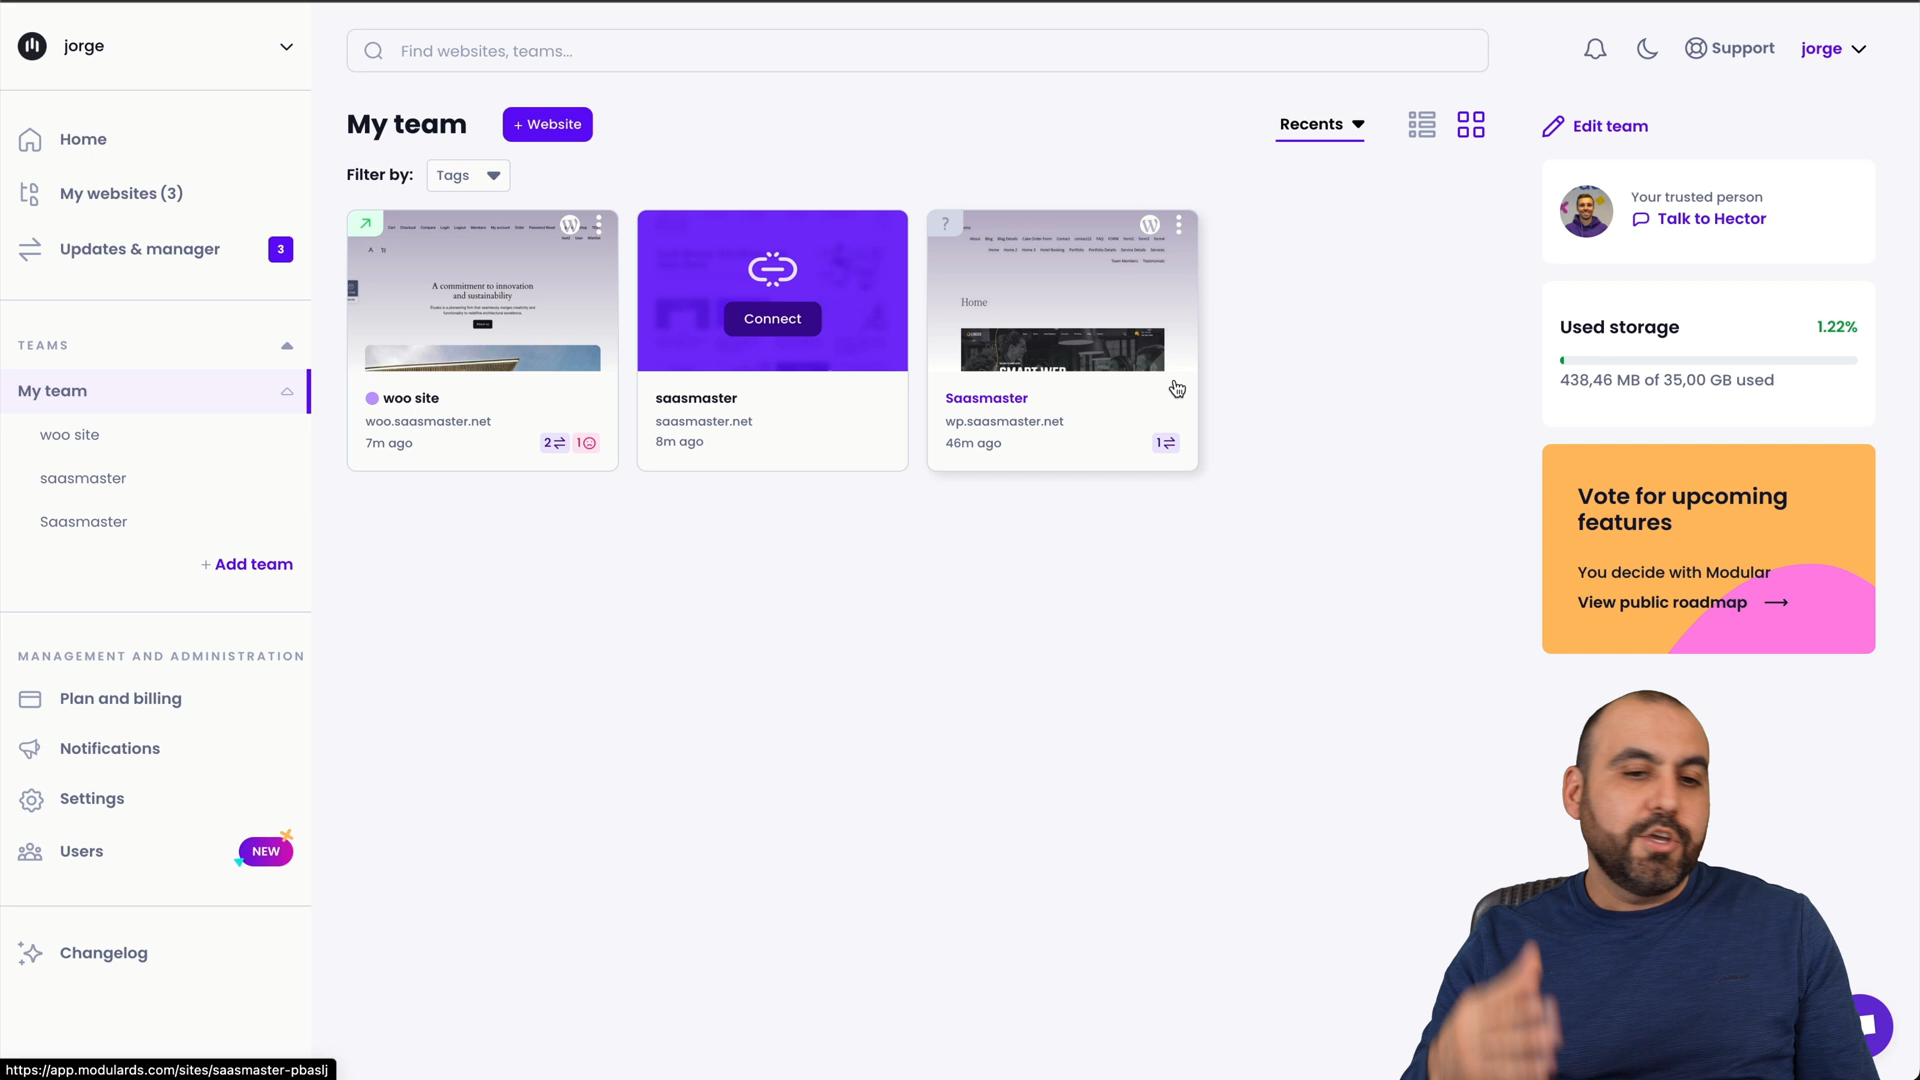 jorge
Find websites, teams...
Support
jorge
Home
My websites (3)
Updates & manager
3
TEAMS
My team
woo site
saasmaster
Saasmaster
+ Add team
MANAGEMENT AND ADMINISTRATION
Plan and billing
Notifications
Settings
Users
NEW
Changelog
https://app.modulards.com/sites/saasmaster-pbaslj
My team
+ Website
Recents
Filter by:
Tags
A commitment to innovation
and sustainability
woo site
woo.saasmaster.net
7m ago
2
1
Connect
saasmaster
saasmaster.net
8m ago
?
Home
SMART WEB
Saasmaster
wp.saasmaster.net
46m ago
1
Edit team
Your trusted person
Talk to Hector
Used storage
1.22%
438,46 MB of 35,00 GB used
Vote for upcoming
features
You decide with Modular
View public roadmap